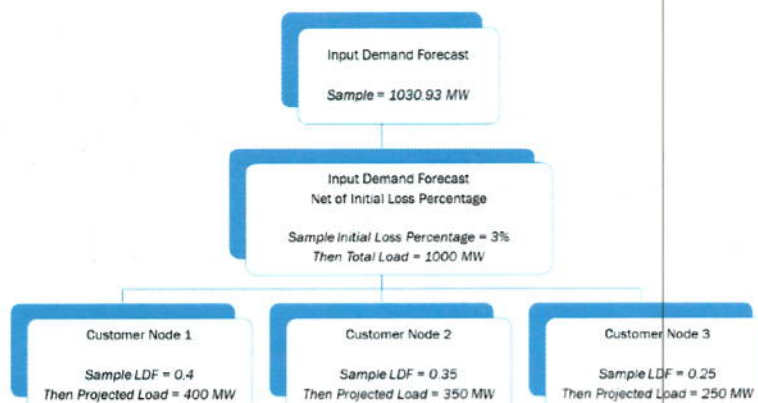 Input Demand Forecast
Sample = 1030.93 MW
Input Demand Forecast
Net of Initial Loss Percentage
Sample Initial Loss Percentage = 3%
Then Total Load = 1000 MW
Customer Node 1
Sample LDF = 0.4
Then Projected Load = 400 MW
Customer Node 2
Sample LDF = 0.35
Then Projected Load = 350 MW
Customer Node 3
Sample LDF = 0.25
Then Projected Load = 250 MW